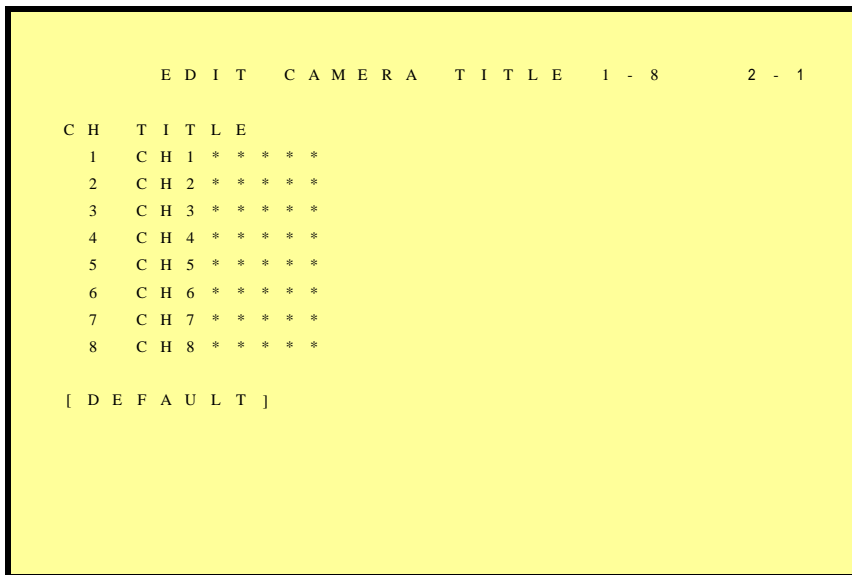 EDIT CAMERA TITLE 1-8 2-1
CH TITLE
1 CH1*****
2 CH2*****
3 CH3*****
4 CH4*****
5 CH5*****
6 CH6*****
7 CH7*****
8 CH8*****
[DEFAULT]